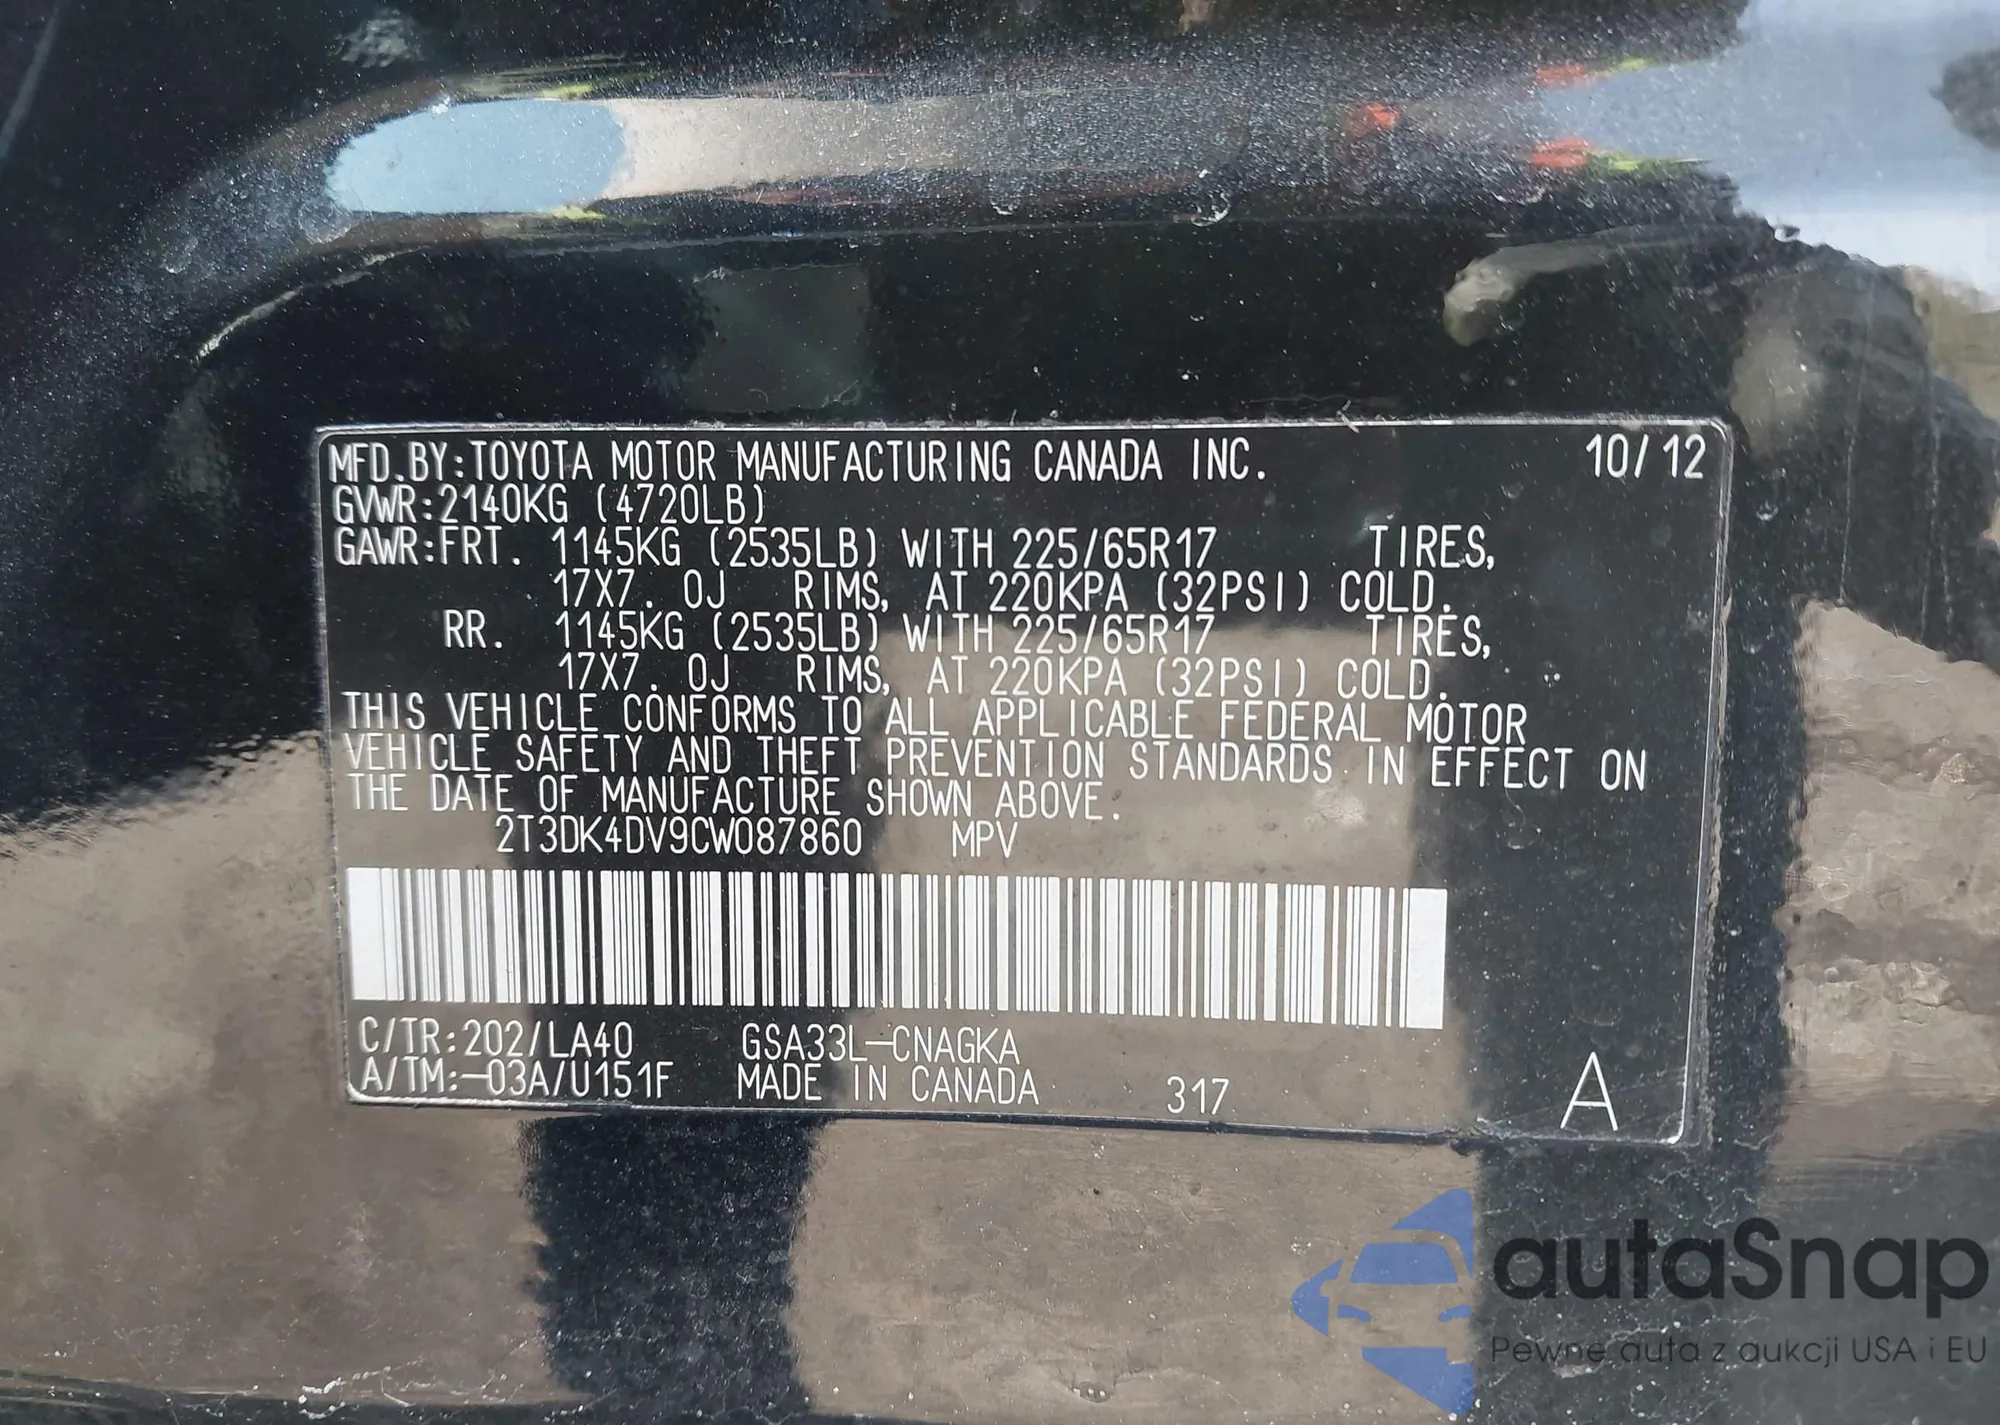 MFD.BY:TOYOTA MOTOR MANUFACTURING CANADA INC. 10/12
GVWR:2140KG (4720LB)
GAWR:FRT. 1145KG (2535LB) WITH 225/65R17 TIRES,
17X7.0J RIMS, AT 220KPA (32PSI) COLD.
RR. 1145KG (2535LB) WITH 225/65R17 TIRES,
17X7.0J RIMS, AT 220KPA (32PSI) COLD.
THIS VEHICLE CONFORMS TO ALL APPLICABLE FEDERAL MOTOR
VEHICLE SAFETY AND THEFT PREVENTION STANDARDS IN EFFECT ON
THE DATE OF MANUFACTURE SHOWN ABOVE.
2T3DK4DV9CW087860 MPV
C/TR:202/LA40 GSA33L-CNAGKA
A/TM:-03A/U151F MADE IN CANADA 317 A
autaSnap
Pewne auta z aukcji USA i EU